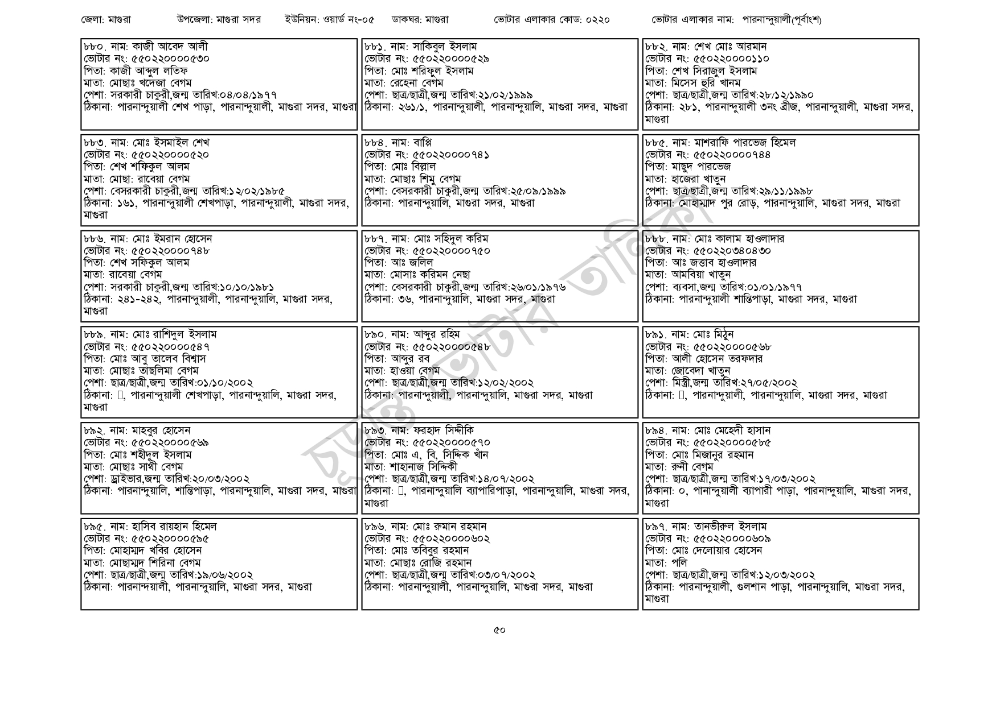 জেলা: মাগুরা উপজেলা: মাগুরা সদর ইউনিয়ন: ওয়ার্ড নং-০৫ ডাকঘর: মাগুরা ভোটার এলাকার কোড: ০২২০ ভোটার এলাকার নাম: পারনান্দুয়ালী(পূর্বাংশ)
৮৮০. নাম: কাজী আবেদ আলী
ভোটার নং: ৫৫০২২০০০০৫৩০
পিতা: কাজী আব্দুল লতিফ
মাতা: মোছাঃ খদেজা বেগম
পেশা: সরকারী চাকুরী,জন্ম তারিখ:০৪/০৪/১৯৭৭
ঠিকানা: পারনান্দুয়ালী শেখ পাড়া, পারনান্দুয়ালী, মাগুরা সদর, মাগুরা
৮৮১. নাম: সাকিবুল ইসলাম
ভোটার নং: ৫৫০২২০০০০৫২৯
পিতা: মোঃ শরিফুল ইসলাম
মাতা: রেহেনা বেগম
পেশা: ছাত্র/ছাত্রী,জন্ম তারিখ:২১/০২/১৯৯৯
ঠিকানা: ২৬১/১, পারনান্দুয়ালী, পারনান্দুয়ালি, মাগুরা সদর, মাগুরা
৮৮২. নাম: শেখ মোঃ আরমান
ভোটার নং: ৫৫০২২০০০০১১০
পিতা: শেখ সিরাজুল ইসলাম
মাতা: মিসেস হুরি খানম
পেশা: ছাত্র/ছাত্রী,জন্ম তারিখ:২৮/১২/১৯৯০
ঠিকানা: ২৮১, পারনান্দুয়ালী ৩নং ব্রীজ, পারনান্দুয়ালী, মাগুরা সদর,
মাগুরা
৮৮৩. নাম: মোঃ ইসমাইল শেখ
ভোটার নং: ৫৫০২২০০০০৫২০
পিতা: শেখ শফিকুল আলম
মাতা: মোছা: রাবেয়া বেগম
পেশা: বেসরকারী চাকুরী,জন্ম তারিখ:১২/০২/১৯৮৫
ঠিকানা: ১৬১, পারনান্দুয়ালী শেখপাড়া, পারনান্দুয়ালী, মাগুরা সদর,
মাগুরা
৮৮৪. নাম: বাপ্পি
ভোটার নং: ৫৫০২২০০০০৭৪১
পিতা: মোঃ বিল্লাল
মাতা: মোছাঃ শিমু বেগম
পেশা: বেসরকারী চাকুরী,জন্ম তারিখ:২৫/০৯/১৯৯৯
ঠিকানা: পারনান্দুয়ালি, মাগুরা সদর, মাগুরা
৮৮৫. নাম: মাশরাফি পারভেজ হিমেল
ভোটার নং: ৫৫০২২০০০০৭৪৪
পিতা: মাছুদ পারভেজ
মাতা: হাজেরা খাতুন
পেশা: ছাত্র/ছাত্রী,জন্ম তারিখ:২৯/১১/১৯৯৮
ঠিকানা: মোহাম্মাদ পুর রোড়, পারনান্দুয়ালি, মাগুরা সদর, মাগুরা
৮৮৬. নাম: মোঃ ইমরান হোসেন
ভোটার নং: ৫৫০২২০০০০৭৪৮
পিতা: শেখ সফিকুল আলম
মাতা: রাবেয়া বেগম
পেশা: সরকারী চাকুরী,জন্ম তারিখ:১০/১০/১৯৮১
ঠিকানা: ২৪১-২৪২, পারনান্দুয়ালী, পারনান্দুয়ালি, মাগুরা সদর,
মাগুরা
৮৮৭. নাম: মোঃ সহিদুল করিম
ভোটার নং: ৫৫০২২০০০০৭৫০
পিতা: আঃ জলিল
মাতা: মোসাঃ করিমন নেছা
পেশা: বেসরকারী চাকুরী,জন্ম তারিখ:২৬/০১/১৯৭৬
ঠিকানা: ৩৬, পারনান্দুয়ালি, মাগুরা সদর, মাগুরা
৮৮৮. নাম: মোঃ কালাম হাওলাদার
ভোটার নং: ৫৫০২২০৩৪০৪৩০
পিতা: আঃ জত্তাব হাওলাদার
মাতা: আমবিয়া খাতুন
পেশা: ব্যবসা,জন্ম তারিখ:০১/০১/১৯৭৭
ঠিকানা: পারনান্দুয়ালী শান্তিপাড়া, মাগুরা সদর, মাগুরা
৮৮৯. নাম: মোঃ রাশিদুল ইসলাম
ভোটার নং: ৫৫০২২০০০০৫৪৭
পিতা: মোঃ আবু তালেব বিশ্বাস
মাতা: মোছাঃ তাছলিমা বেগম
পেশা: ছাত্র/ছাত্রী,জন্ম তারিখ:০১/১০/২০০২
ঠিকানা: ▯, পারনান্দুয়ালী শেখপাড়া, পারনান্দুয়ালি, মাগুরা সদর,
মাগুরা
৮৯০. নাম: আব্দুর রহিম
ভোটার নং: ৫৫০২২০০০০৫৪৮
পিতা: আব্দুর রব
মাতা: হাওয়া বেগম
পেশা: ছাত্র/ছাত্রী,জন্ম তারিখ:১২/০২/২০০২
ঠিকানা: পারনান্দুয়ালী, পারনান্দুয়ালি, মাগুরা সদর, মাগুরা
৮৯১. নাম: মোঃ মিঠুন
ভোটার নং: ৫৫০২২০০০০৫৬৮
পিতা: আলী হোসেন তরফদার
মাতা: জোবেদা খাতুন
পেশা: মিস্ত্রী,জন্ম তারিখ:২৭/০৫/২০০২
ঠিকানা: ▯, পারনান্দুয়ালী, পারনান্দুয়ালি, মাগুরা সদর, মাগুরা
৮৯২. নাম: মাহবুর হোসেন
ভোটার নং: ৫৫০২২০০০০৫৬৯
পিতা: মোঃ শহীদুল ইসলাম
মাতা: মোছাঃ সাথী বেগম
পেশা: ড্রাইভার,জন্ম তারিখ:২০/০৩/২০০২
ঠিকানা: পারনান্দুয়ালি, শান্তিপাড়া, পারনান্দুয়ালি, মাগুরা সদর, মাগুরা
৮৯৩. নাম: ফরহাদ সিদ্দীকি
ভোটার নং: ৫৫০২২০০০০৫৭০
পিতা: মোঃ এ, বি, সিদ্দিক খাঁন
মাতা: শাহানাজ সিদ্দিকী
পেশা: ছাত্র/ছাত্রী,জন্ম তারিখ:১৪/০৭/২০০২
ঠিকানা: ▯, পারনান্দুয়ালি ব্যাপারিপাড়া, পারনান্দুয়ালি, মাগুরা সদর,
মাগুরা
৮৯৪. নাম: মোঃ মেহেদী হাসান
ভোটার নং: ৫৫০২২০০০০৫৮৫
পিতা: মোঃ মিজানুর রহমান
মাতা: রুনী বেগম
পেশা: ছাত্র/ছাত্রী,জন্ম তারিখ:১৭/০৩/২০০২
ঠিকানা: ০, পানান্দুয়ালী ব্যাপারী পাড়া, পারনান্দুয়ালি, মাগুরা সদর,
মাগুরা
৮৯৫. নাম: হাসিব রায়হান হিমেল
ভোটার নং: ৫৫০২২০০০০৫৯৫
পিতা: মোহাম্মদ খবির হোসেন
মাতা: মোছাম্মদ শিরিনা বেগম
পেশা: ছাত্র/ছাত্রী,জন্ম তারিখ:১৯/০৬/২০০২
ঠিকানা: পারনান্দয়ালী, পারনান্দুয়ালি, মাগুরা সদর, মাগুরা
৮৯৬. নাম: মোঃ রুমান রহমান
ভোটার নং: ৫৫০২২০০০০৬০২
পিতা: মোঃ তবিবুর রহমান
মাতা: মোছাঃ রোজি রহমান
পেশা: ছাত্র/ছাত্রী,জন্ম তারিখ:০৩/০৭/২০০২
ঠিকানা: পারনান্দুয়ালী, পারনান্দুয়ালি, মাগুরা সদর, মাগুরা
৮৯৭. নাম: তানভীরুল ইসলাম
ভোটার নং: ৫৫০২২০০০০৬০৯
পিতা: মোঃ দেলোয়ার হোসেন
মাতা: পলি
পেশা: ছাত্র/ছাত্রী,জন্ম তারিখ:১২/০৩/২০০২
ঠিকানা: পারনান্দুয়ালী, গুলশান পাড়া, পারনান্দুয়ালি, মাগুরা সদর,
মাগুরা
চূড়ান্ত ভোটার তালিকা
৫০